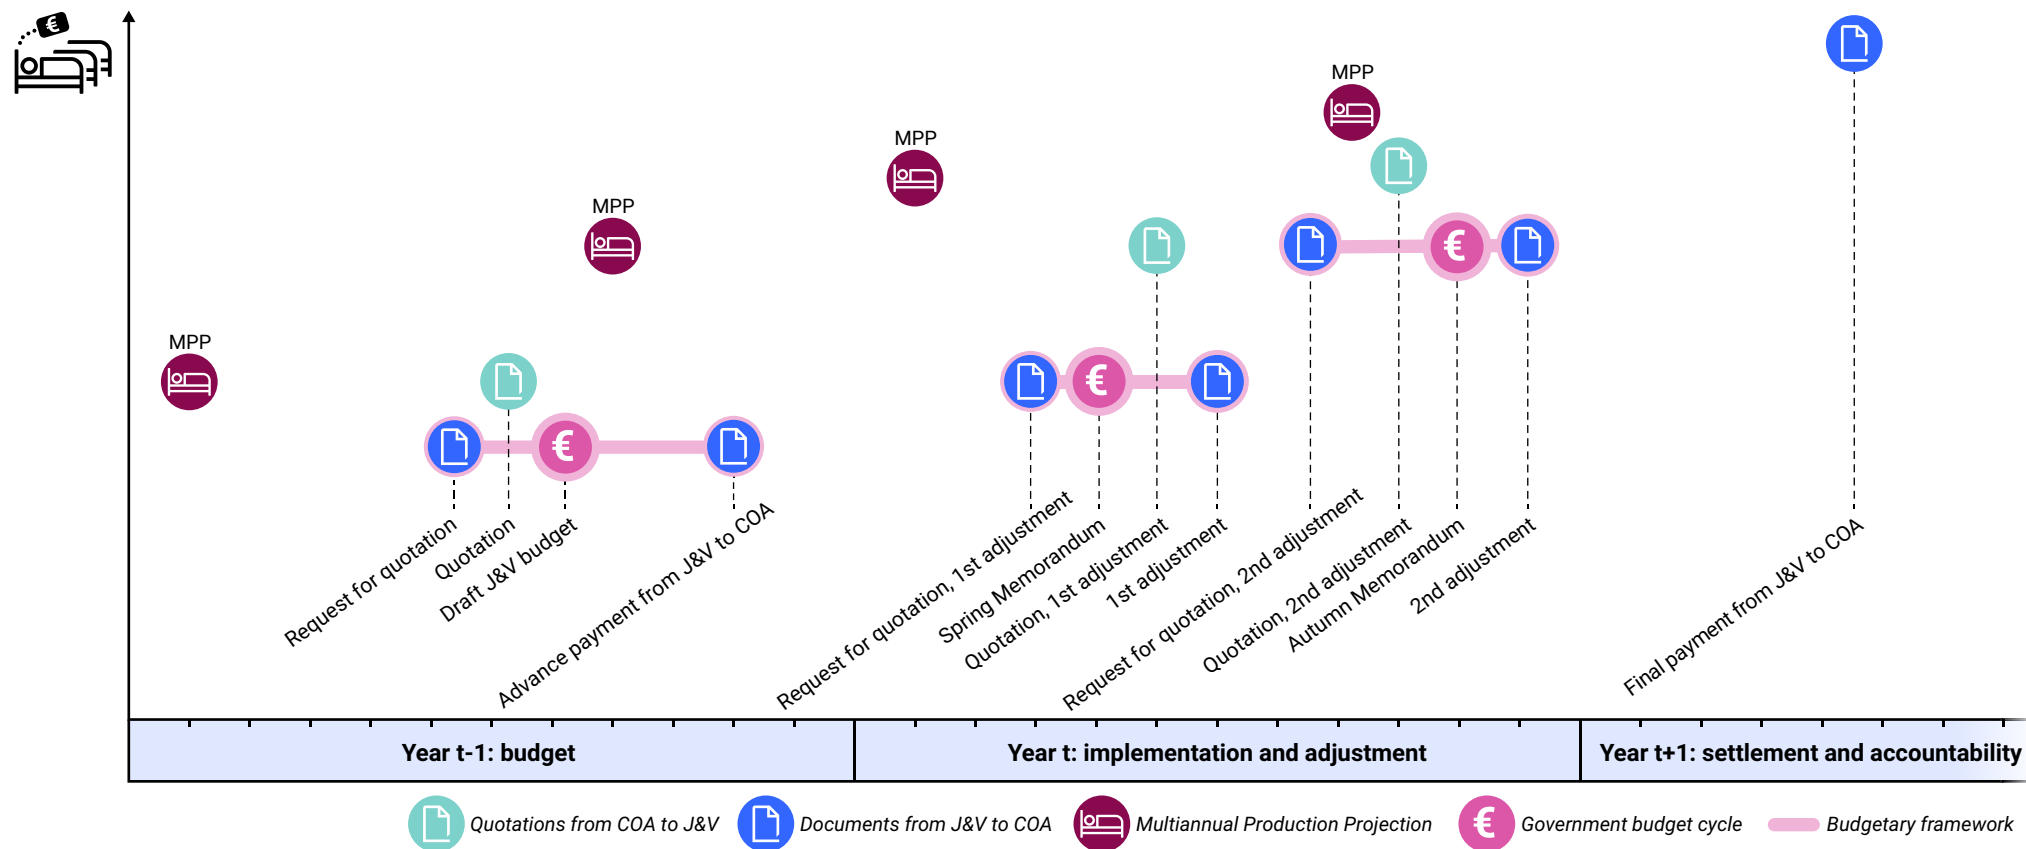 €
MPP
MPP
MPP
MPP
€
€
€
Request for quotation
Quotation
Draft J&V budget
Advance payment from J&V to COA
Request for quotation, 1st adjustment
Spring Memorandum
Quotation, 1st adjustment
1st adjustment
Request for quotation, 2nd adjustment
Quotation, 2nd adjustment
Autumn Memorandum
2nd adjustment
Final payment from J&V to COA
Year t-1: budget
Year t: implementation and adjustment
Year t+1: settlement and accountability
Quotations from COA to J&V
Documents from J&V to COA
Multiannual Production Projection
€ Government budget cycle
Budgetary framework